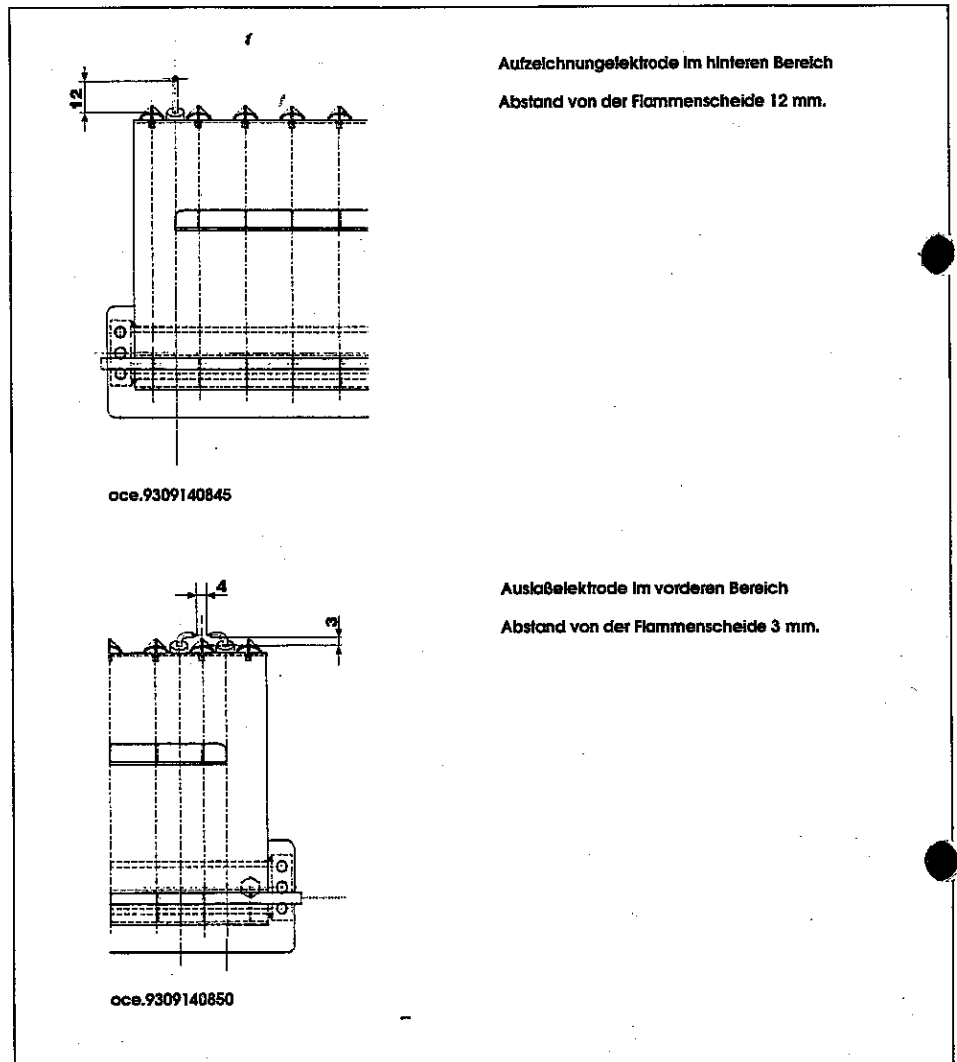 Aufzeichnungelektrode im hinteren Bereich
Abstand von der Flammenscheide 12 mm.
12
oce.9309140845
4
3
Auslaßelektrode im vorderen Bereich
Abstand von der Flammenscheide 3 mm.
oce.9309140850